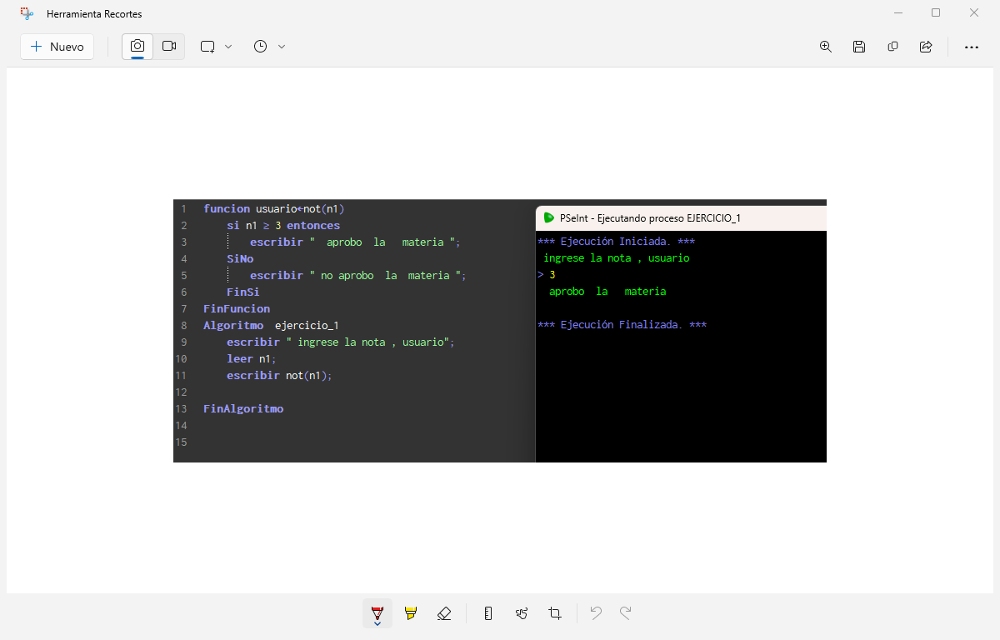 Herramienta Recortes
Nuevo
1 funcion usuario←not(n1)
2 si n1 ≥ 3 entonces
3 escribir "  aprobo  la   materia ";
4 SiNo
5 escribir " no aprobo  la  materia ";
6 FinSi
7 FinFuncion
8 Algoritmo  ejercicio_1
9 escribir " ingrese la nota , usuario";
10 leer n1;
11 escribir not(n1);
12
13 FinAlgoritmo
14
15
PSeInt - Ejecutando proceso EJERCICIO_1
*** Ejecución Iniciada. ***
ingrese la nota , usuario
> 3
aprobo  la   materia
*** Ejecución Finalizada. ***